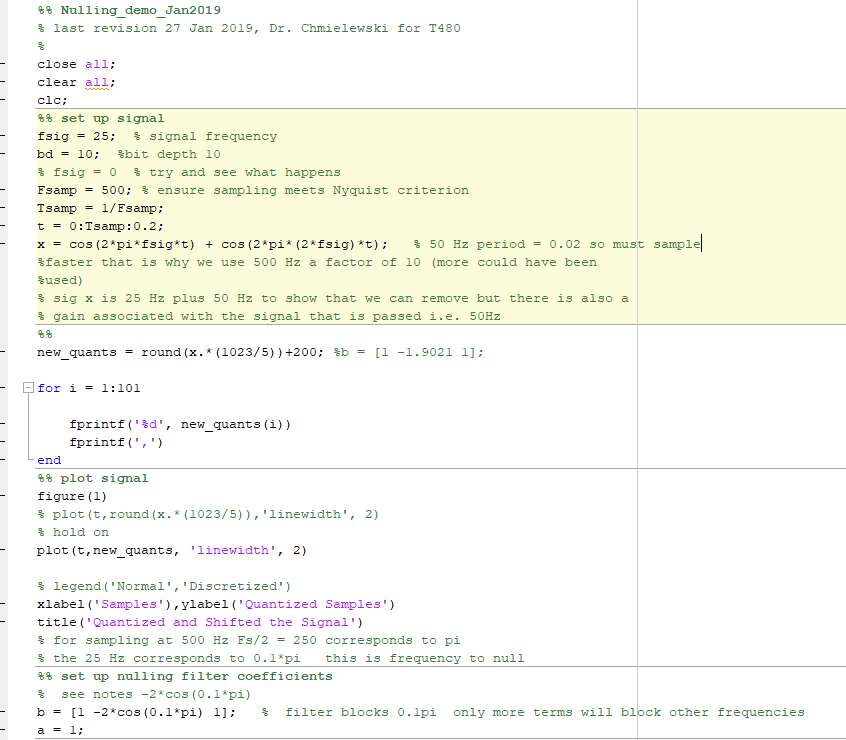 %% Nulling_demo_Jan2019
% last revision 27 Jan 2019, Dr. Chmielewski for T480
%
close all;
clear all;
clc;
%% set up signal
fsig = 25;  % signal frequency
bd = 10;  %bit depth 10
% fsig = 0  % try and see what happens
Fsamp = 500; % ensure sampling meets Nyquist criterion
Tsamp = 1/Fsamp;
t = 0:Tsamp:0.2;
x = cos(2*pi*fsig*t) + cos(2*pi*(2*fsig)*t);   % 50 Hz period = 0.02 so must sample
%faster that is why we use 500 Hz a factor of 10 (more could have been
%used)
% sig x is 25 Hz plus 50 Hz to show that we can remove but there is also a
% gain associated with the signal that is passed i.e. 50Hz
%%
new_quants = round(x.*(1023/5))+200; %b = [1 -1.9021 1];
for i = 1:101
fprintf('%d', new_quants(i))
fprintf(',')
end
%% plot signal
figure(1)
% plot(t,round(x.*(1023/5)),'linewidth', 2)
% hold on
plot(t,new_quants, 'linewidth', 2)
% legend('Normal','Discretized')
xlabel('Samples'),ylabel('Quantized Samples')
title('Quantized and Shifted the Signal')
% for sampling at 500 Hz Fs/2 = 250 corresponds to pi
% the 25 Hz corresponds to 0.1*pi   this is frequency to null
%% set up nulling filter coefficients
%  see notes -2*cos(0.1*pi)
b = [1 -2*cos(0.1*pi) 1];   %  filter blocks 0.1pi  only more terms will block other frequencies
a = 1;